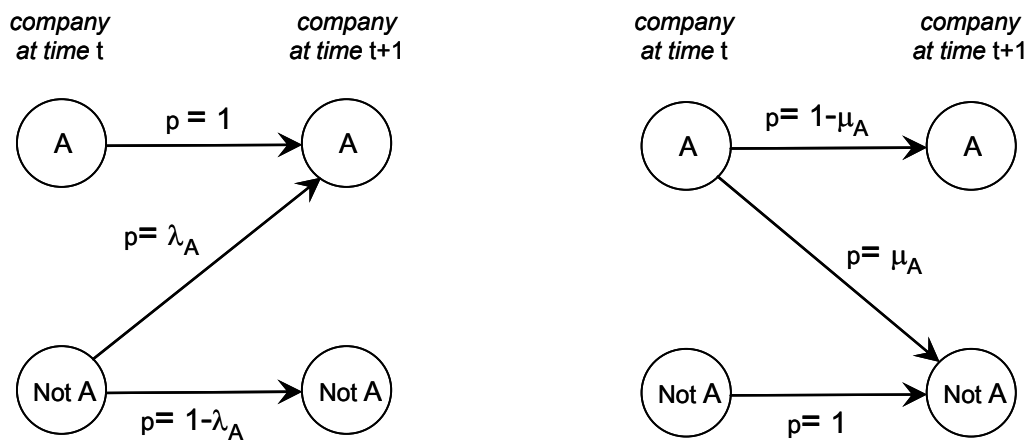 company
at time t
company
at time t+1
A
p = 1
A
p= λA
Not A
p= 1-λA
Not A
company
at time t
company
at time t+1
A
p= 1-μA
A
p= μA
Not A
p= 1
Not A